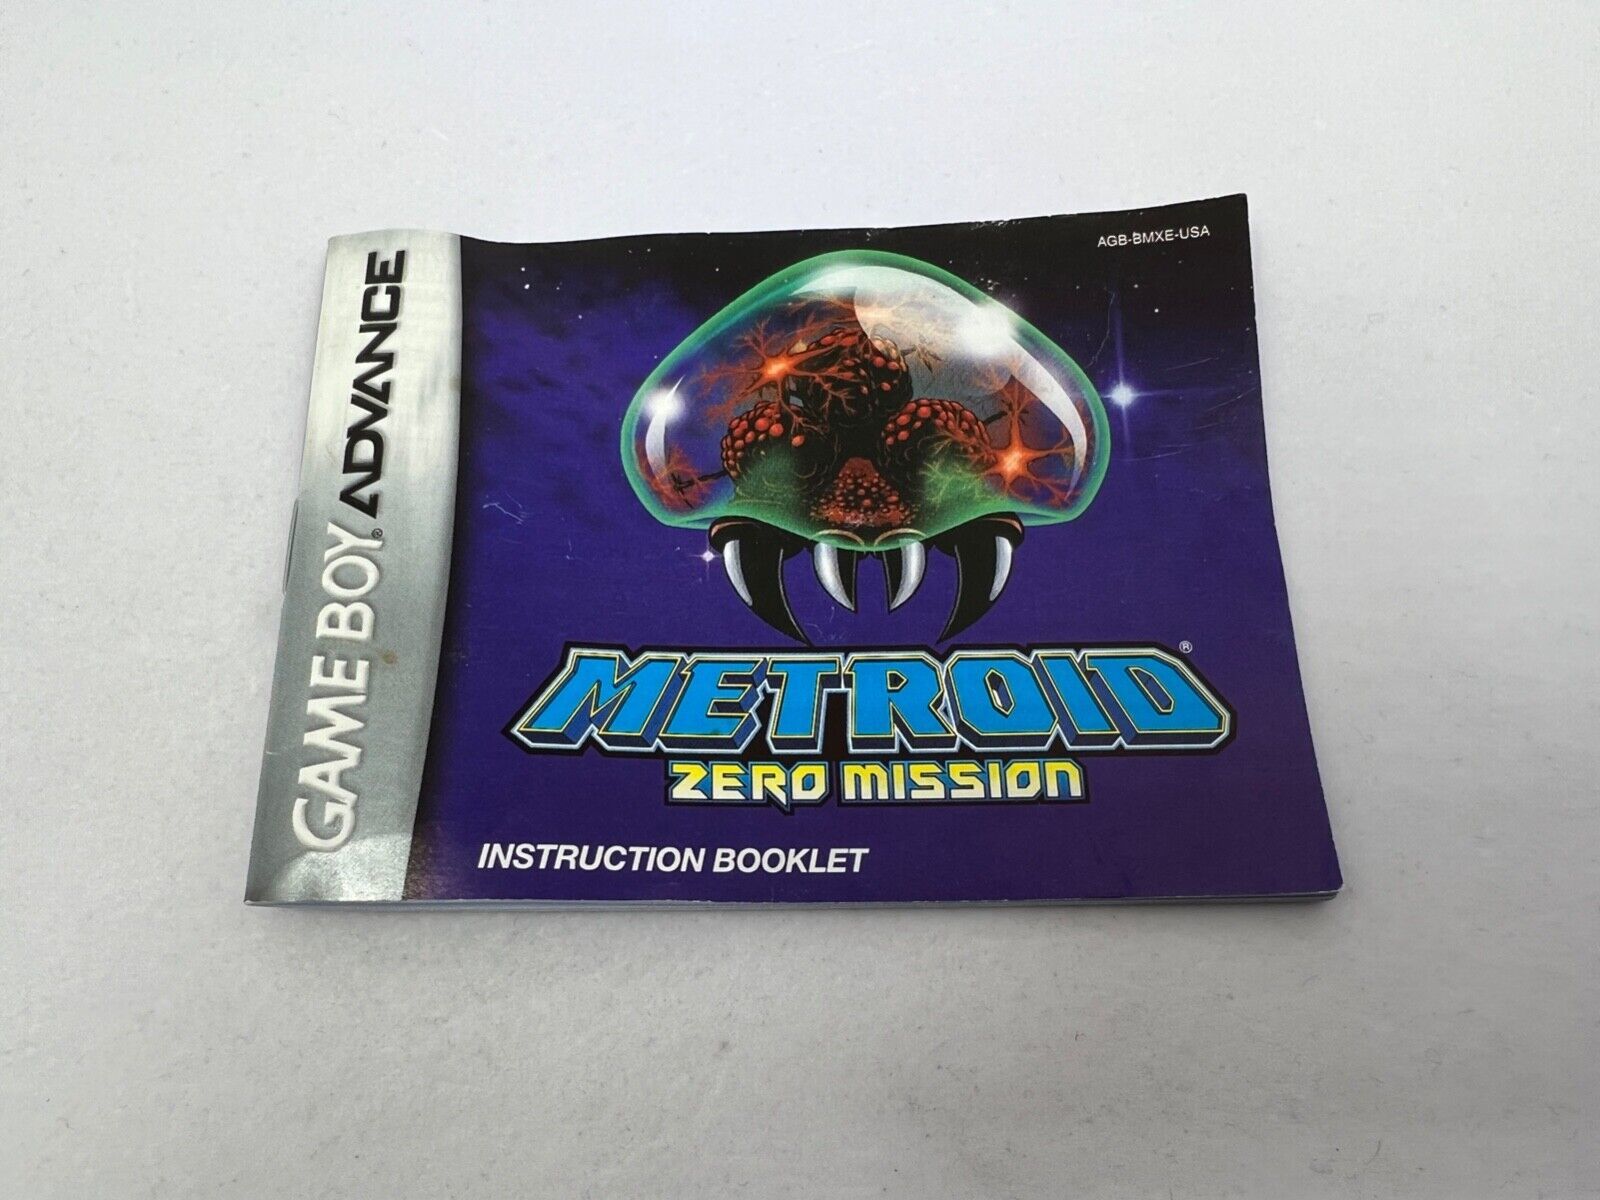 GAME BOY® ADVANCE
AGB-BMXE-USA
METROID®
ZERO MISSION
INSTRUCTION BOOKLET